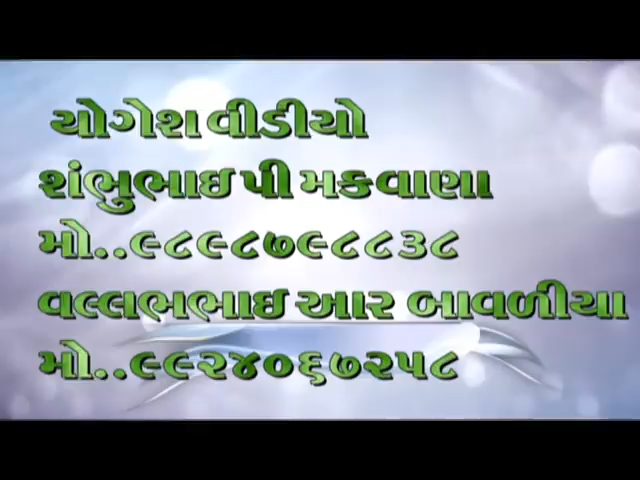 યોગેશ વીડીયો
શંભુભાઇ પી મકવાણા
મો..૯૮૯૮૭૯૮૮૩૮
વલ્લભભાઇ આર બાવળીયા
મો..૯૯૨૪૦૬૭૨૫૮